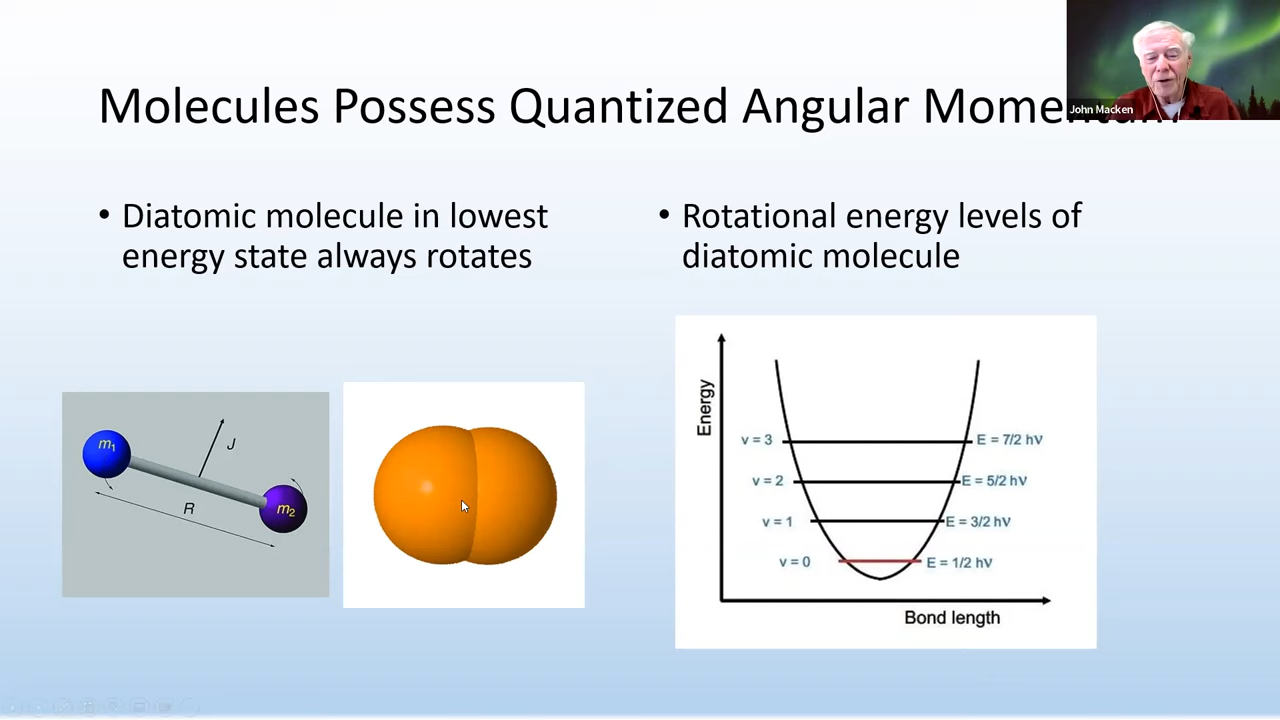 Molecules Possess Quantized Angular Momentum
John Macken
• Diatomic molecule in lowest
energy state always rotates
• Rotational energy levels of
diatomic molecule
m1
J
R
m2
Energy
v = 3
E = 7/2 hν
v = 2
E = 5/2 hν
v = 1
E = 3/2 hν
v = 0
E = 1/2 hν
Bond length